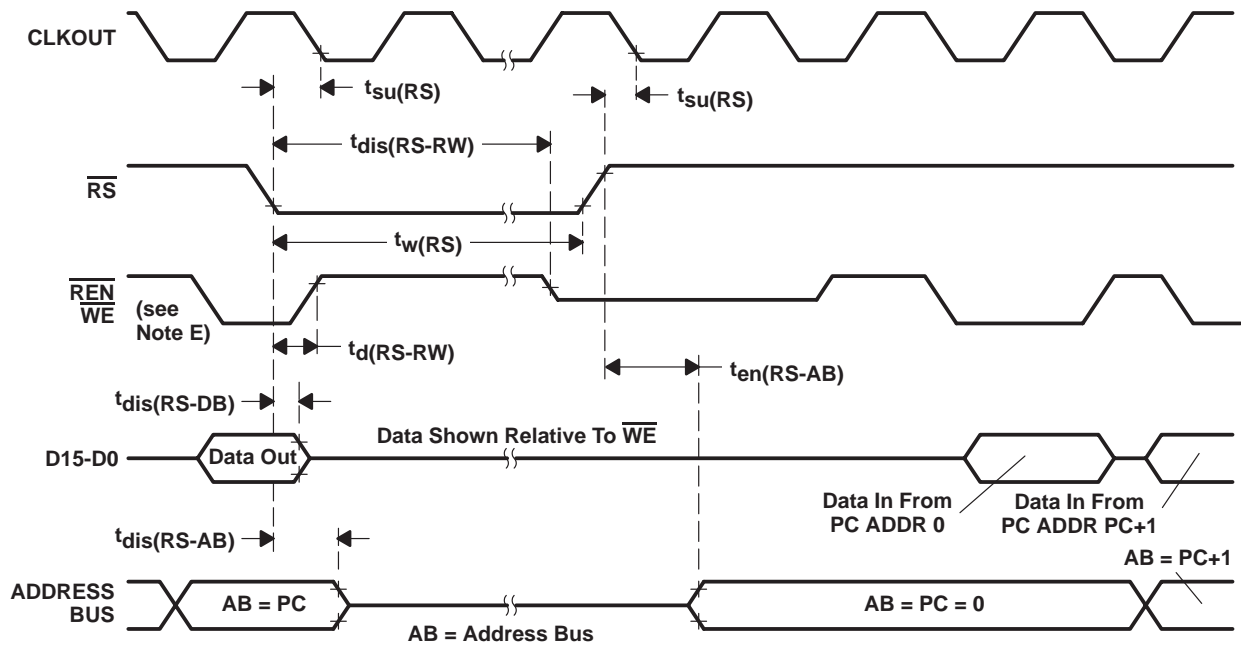 CLKOUT
tsu(RS)
tsu(RS)
tdis(RS-RW)
RS
tw(RS)
REN
WE
(see
Note E)
td(RS-RW)
ten(RS-AB)
tdis(RS-DB)
Data Shown Relative To WE
D15-D0
Data Out
Data In From
PC ADDR 0
Data In From
PC ADDR PC+1
tdis(RS-AB)
AB = PC+1
ADDRESS
BUS
AB = PC
AB = PC = 0
AB = Address Bus